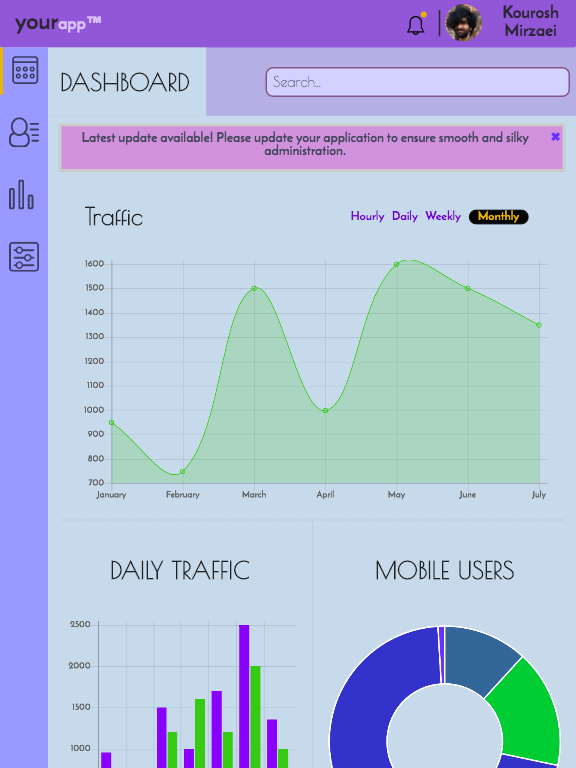 yourapp™
Kourosh
Mirzaei
DASHBOARD
Search...
Latest update available! Please update your application to ensure smooth and silky
administration.
✖
Traffic
Hourly Daily Weekly Monthly
1600
1500
1400
1300
1200
1100
1000
900
800
700
January February March April May June July
DAILY TRAFFIC
MOBILE USERS
2500
2000
1500
1000